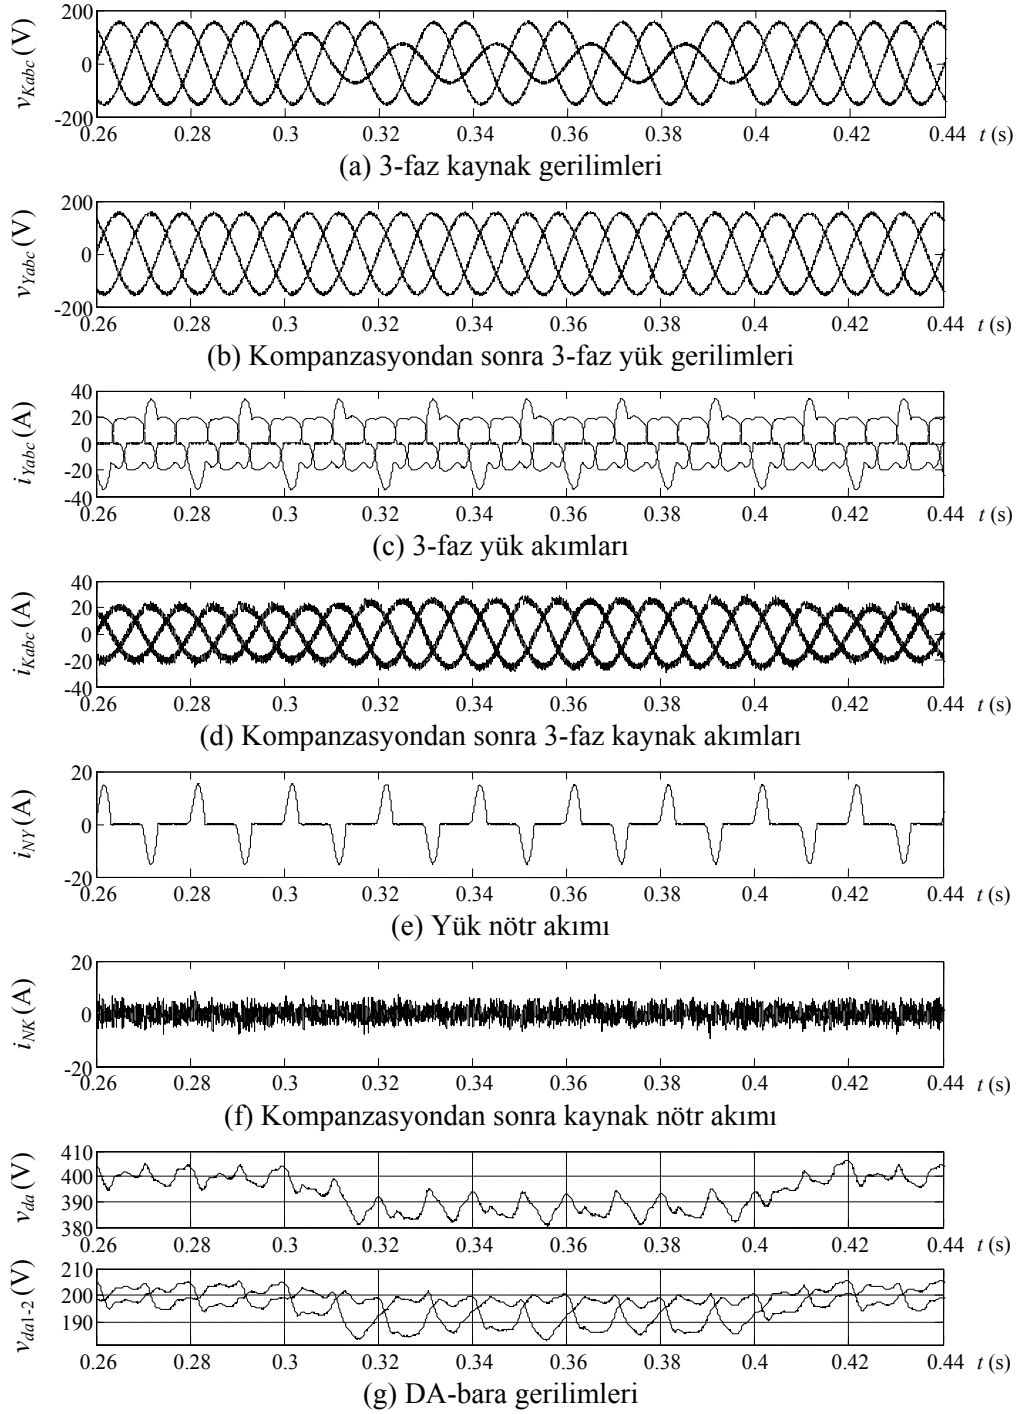 200
0
-200
v_Kabc (V)
0.26 0.28 0.3 0.32 0.34 0.36 0.38 0.4 0.42 0.44 t (s)
(a) 3-faz kaynak gerilimleri
200
0
-200
v_Yabc (V)
0.26 0.28 0.3 0.32 0.34 0.36 0.38 0.4 0.42 0.44 t (s)
(b) Kompanzasyondan sonra 3-faz yük gerilimleri
40
20
0
-20
-40
i_Yabc (A)
0.26 0.28 0.3 0.32 0.34 0.36 0.38 0.4 0.42 0.44 t (s)
(c) 3-faz yük akımları
40
20
0
-20
-40
i_Kabc (A)
0.26 0.28 0.3 0.32 0.34 0.36 0.38 0.4 0.42 0.44 t (s)
(d) Kompanzasyondan sonra 3-faz kaynak akımları
20
0
-20
i_NY (A)
0.26 0.28 0.3 0.32 0.34 0.36 0.38 0.4 0.42 0.44 t (s)
(e) Yük nötr akımı
20
0
-20
i_NK (A)
0.26 0.28 0.3 0.32 0.34 0.36 0.38 0.4 0.42 0.44 t (s)
(f) Kompanzasyondan sonra kaynak nötr akımı
410
400
390
380
v_da (V)
0.26 0.28 0.3 0.32 0.34 0.36 0.38 0.4 0.42 0.44 t (s)
210
200
190
v_da1-2 (V)
0.26 0.28 0.3 0.32 0.34 0.36 0.38 0.4 0.42 0.44 t (s)
(g) DA-bara gerilimleri